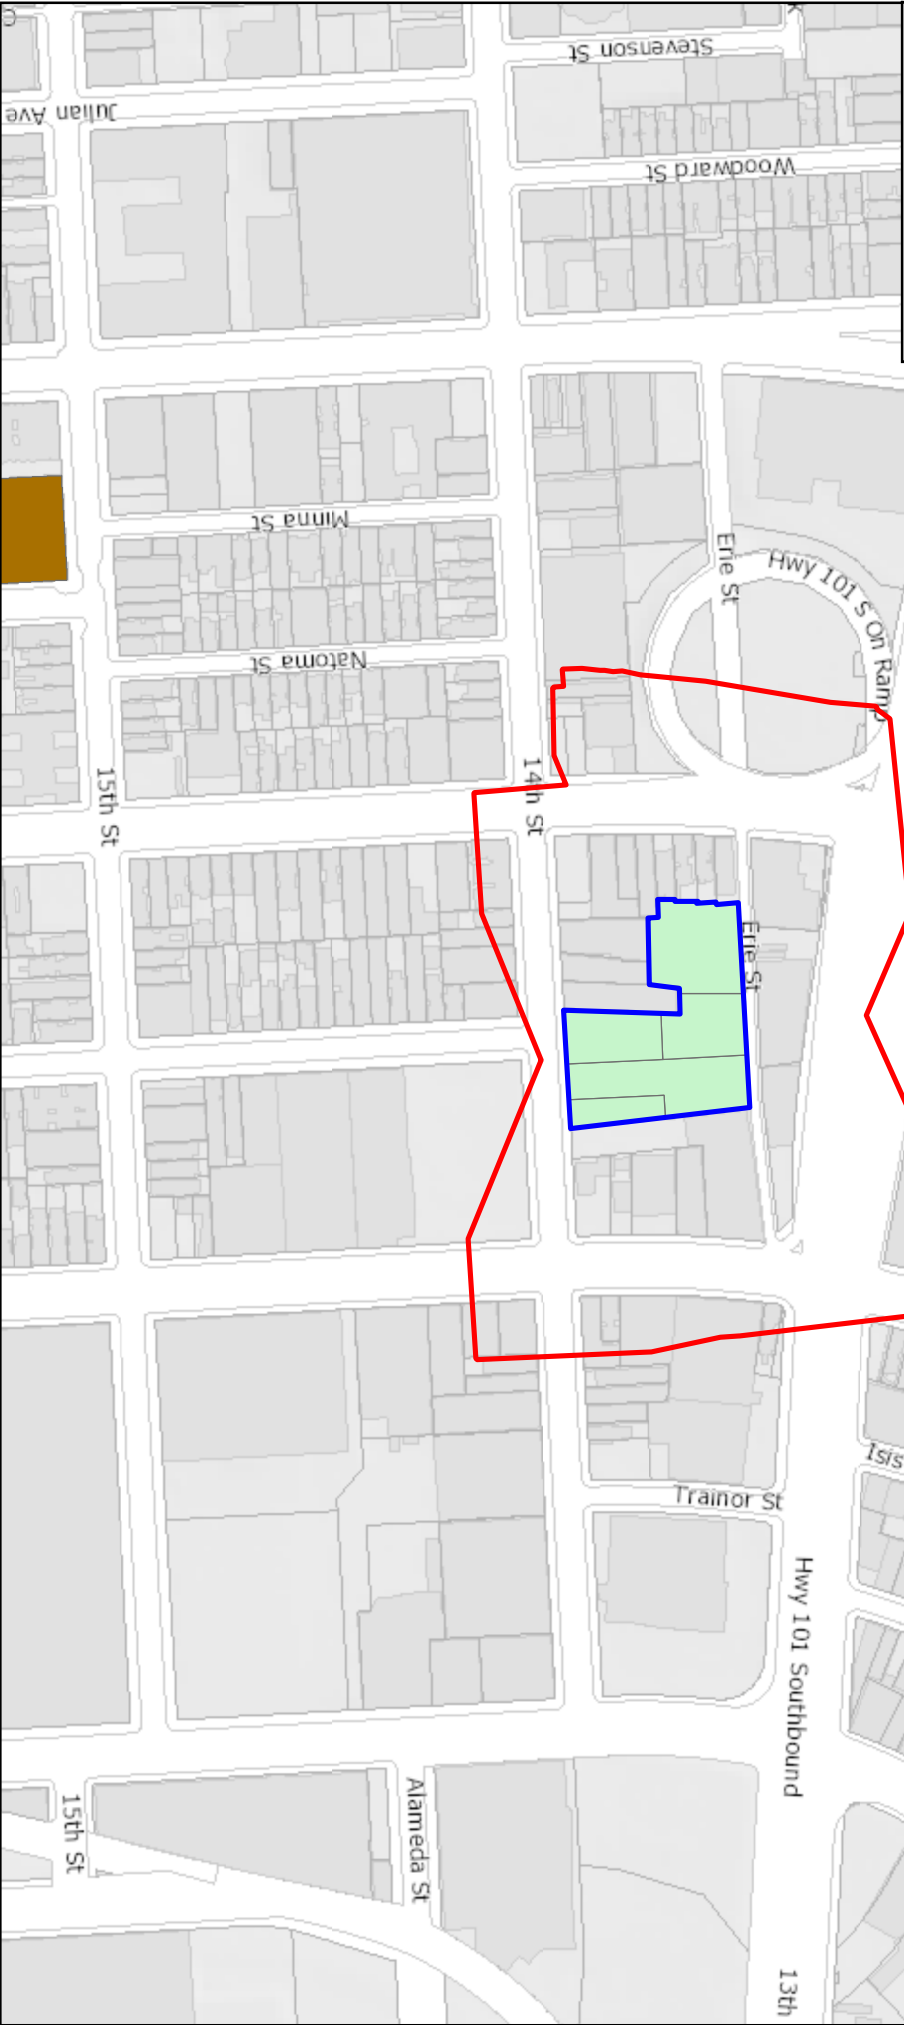 Stevenson St
Julian Ave
Woodward St
Minna St
Erie St
Hwy 101 S On Ramp
Natoma St
15th St
14th St
Erie St
Isis
Trainor St
Hwy 101 Southbound
Alameda St
15th St
13th